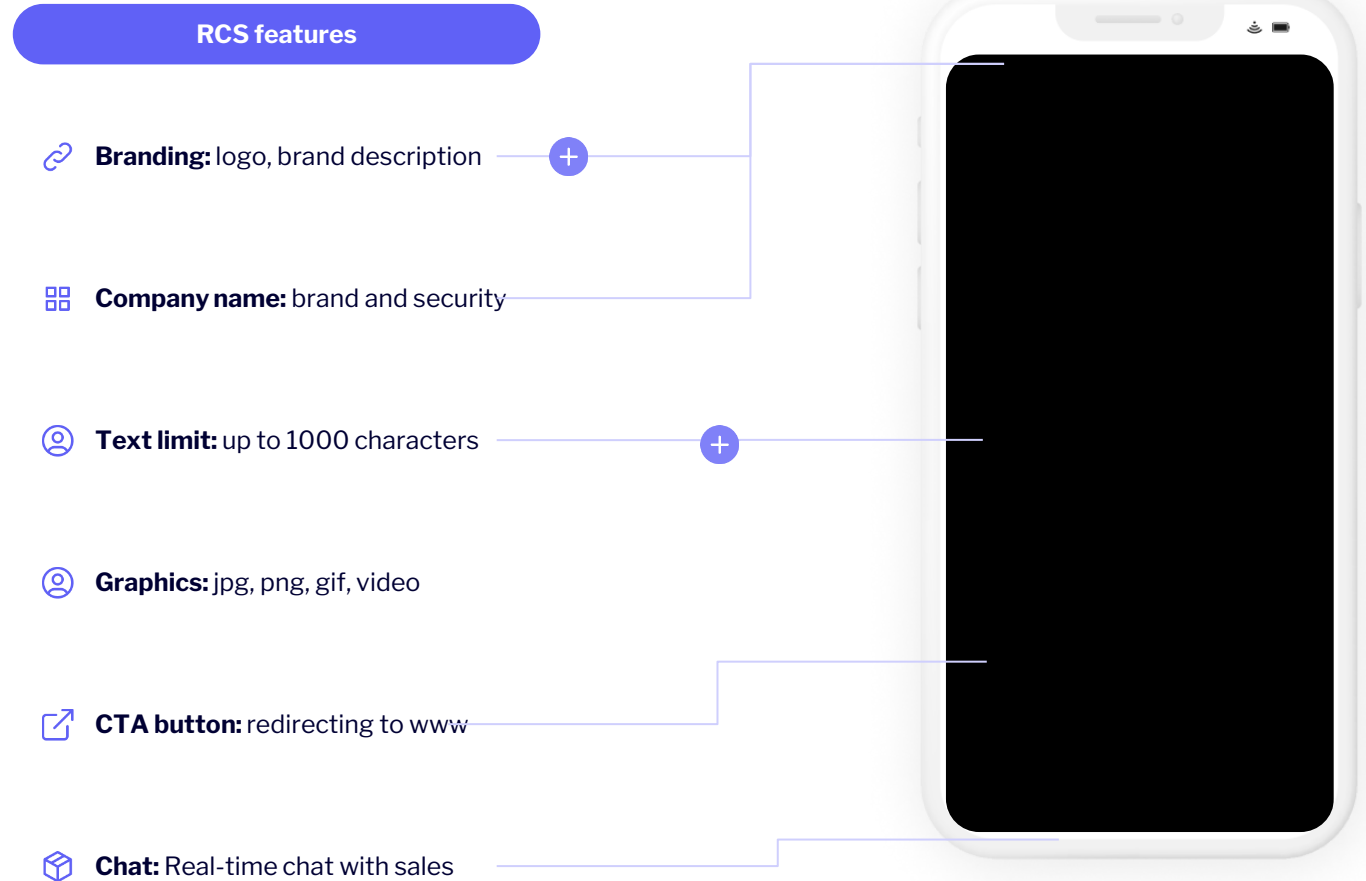 RCS features
Branding: logo, brand description
Company name: brand and security
Text limit: up to 1000 characters
Graphics: jpg, png, gif, video
CTA button: redirecting to www
Chat: Real-time chat with sales